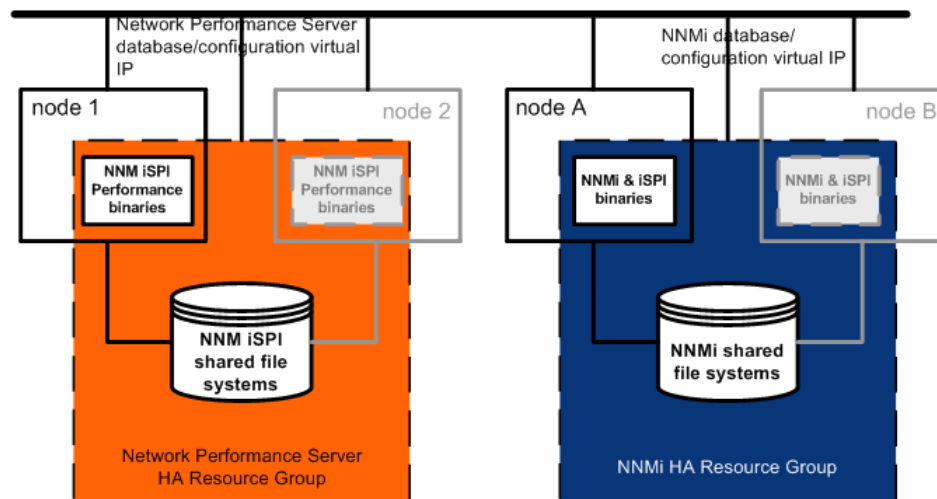 Network Performance Server
database/configuration virtual
IP
NNMi database/
configuration virtual IP
node 1
node 2
node A
node B
NNM iSPI
Performance
binaries
NNM iSPI
Performance
binaries
NNMi & iSPI
binaries
NNMi & iSPI
binaries
NNM iSPI
shared file
systems
NNMi shared
file systems
Network Performance Server
HA Resource Group
NNMi HA Resource Group